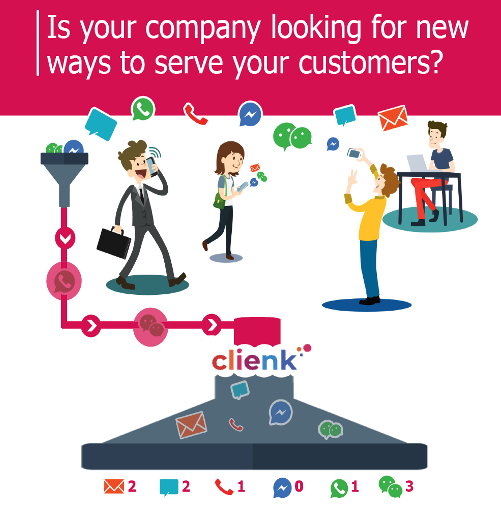 Is your company looking for new
ways to serve your customers?
clienk
2 2 1 0 1 3